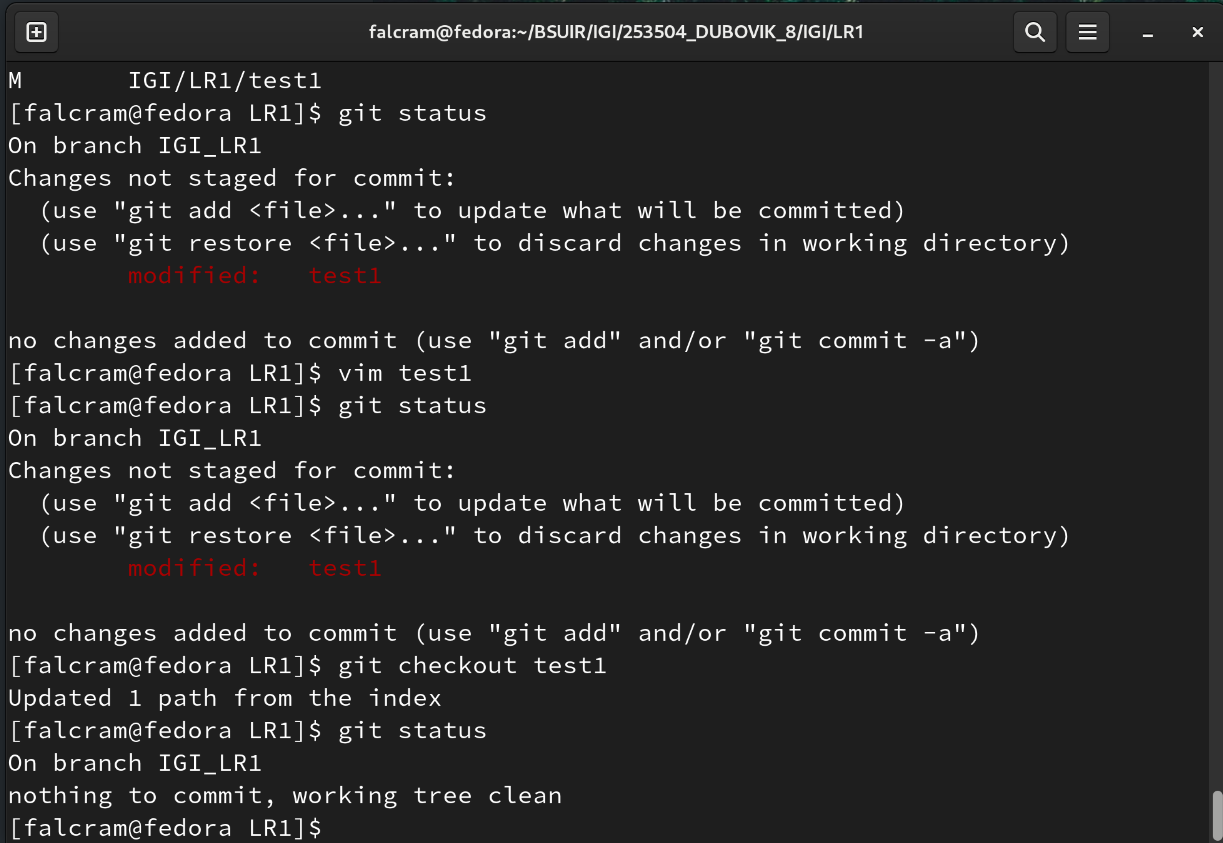 falcram@fedora:~/BSUIR/IGI/253504_DUBOVIK_8/IGI/LR1
M       IGI/LR1/test1
[falcram@fedora LR1]$ git status
On branch IGI_LR1
Changes not staged for commit:
  (use "git add <file>..." to update what will be committed)
  (use "git restore <file>..." to discard changes in working directory)
        modified:   test1

no changes added to commit (use "git add" and/or "git commit -a")
[falcram@fedora LR1]$ vim test1
[falcram@fedora LR1]$ git status
On branch IGI_LR1
Changes not staged for commit:
  (use "git add <file>..." to update what will be committed)
  (use "git restore <file>..." to discard changes in working directory)
        modified:   test1

no changes added to commit (use "git add" and/or "git commit -a")
[falcram@fedora LR1]$ git checkout test1
Updated 1 path from the index
[falcram@fedora LR1]$ git status
On branch IGI_LR1
nothing to commit, working tree clean
[falcram@fedora LR1]$